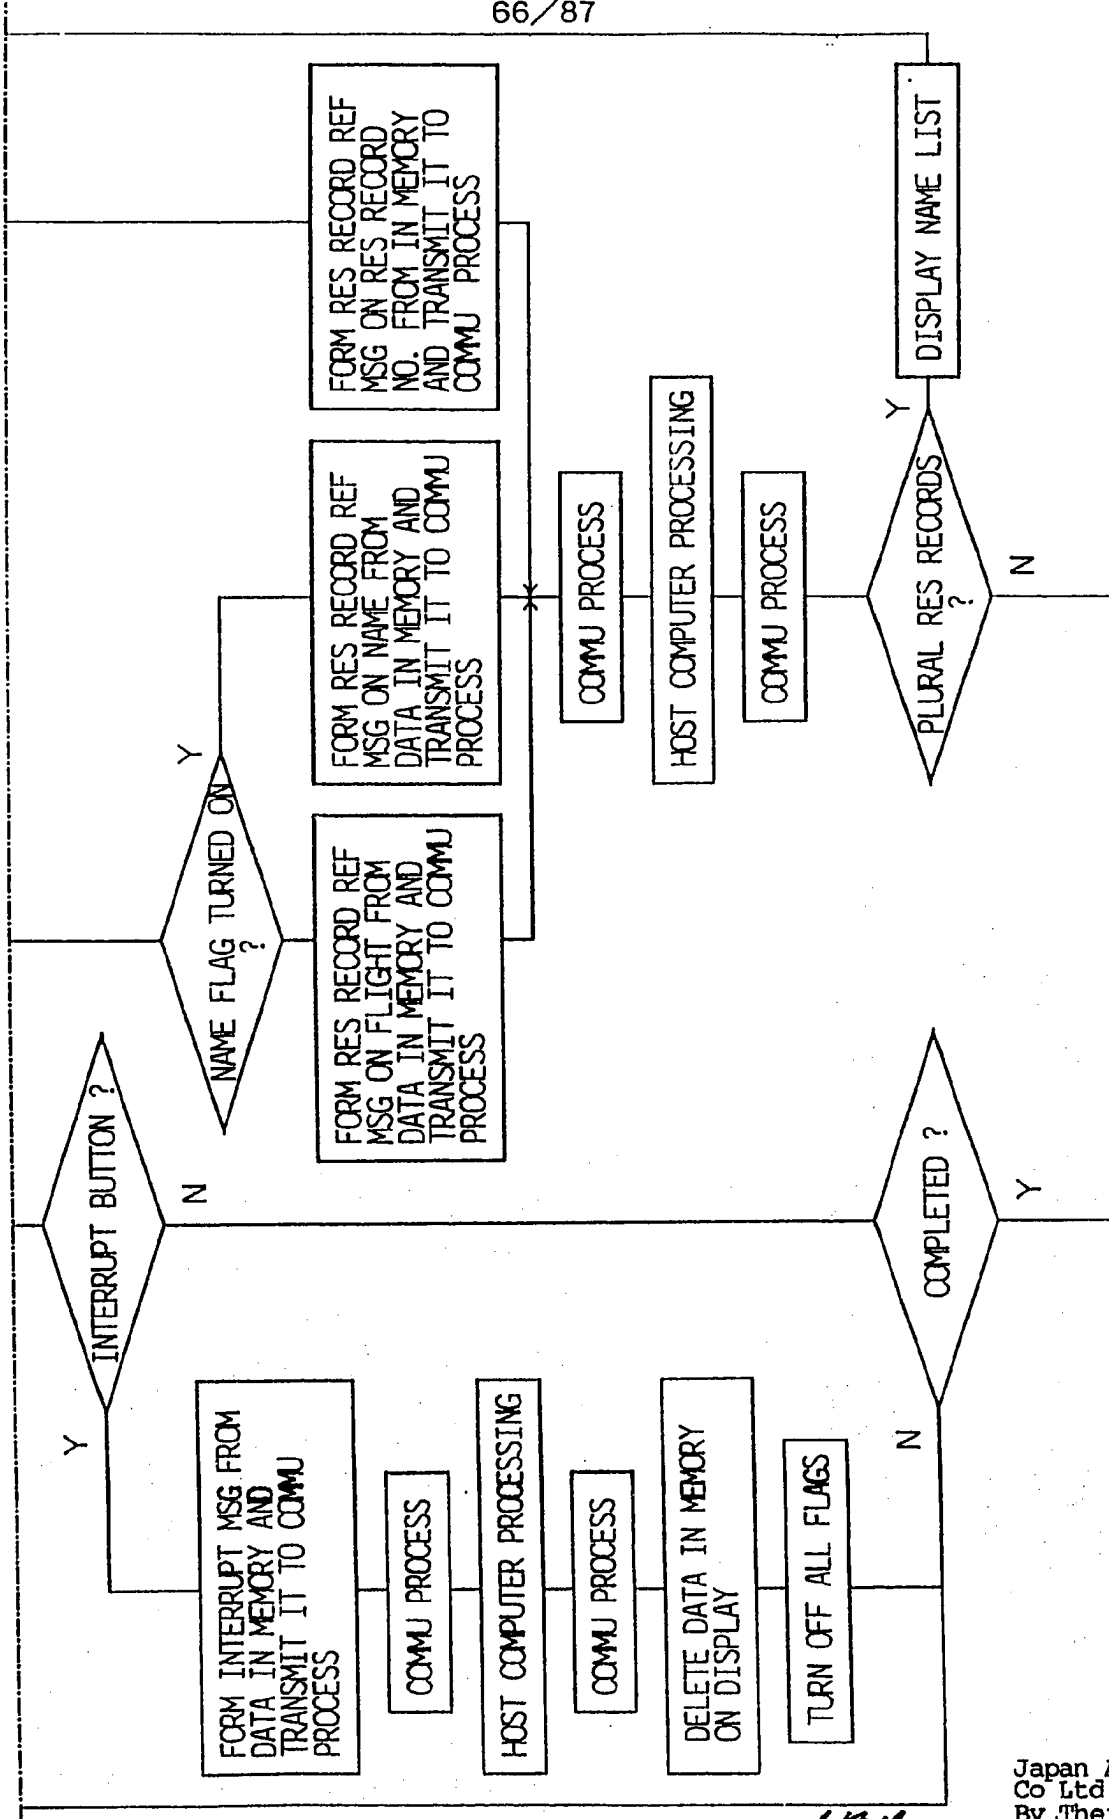 66/87
INTERRUPT BUTTON ?
Y
N
FORM INTERRUPT MSG FROM
DATA IN MEMORY AND
TRANSMIT IT TO COMMU
PROCESS
COMMU PROCESS
HOST COMPUTER PROCESSING
COMMU PROCESS
DELETE DATA IN MEMORY
ON DISPLAY
TURN OFF ALL FLAGS
COMPLETED ?
N
Y
NAME FLAG TURNED ON
?
Y
FORM RES RECORD REF
MSG ON FLIGHT FROM
DATA IN MEMORY AND
TRANSMIT IT TO COMMU
PROCESS
FORM RES RECORD REF
MSG ON NAME FROM
DATA IN MEMORY AND
TRANSMIT IT TO COMMU
PROCESS
FORM RES RECORD REF
MSG ON RES RECORD
NO. FROM IN MEMORY
AND TRANSMIT IT TO
COMMU PROCESS
COMMU PROCESS
HOST COMPUTER PROCESSING
COMMU PROCESS
PLURAL RES RECORDS
?
Y
N
DISPLAY NAME LIST
Japan
Co Ltd
By